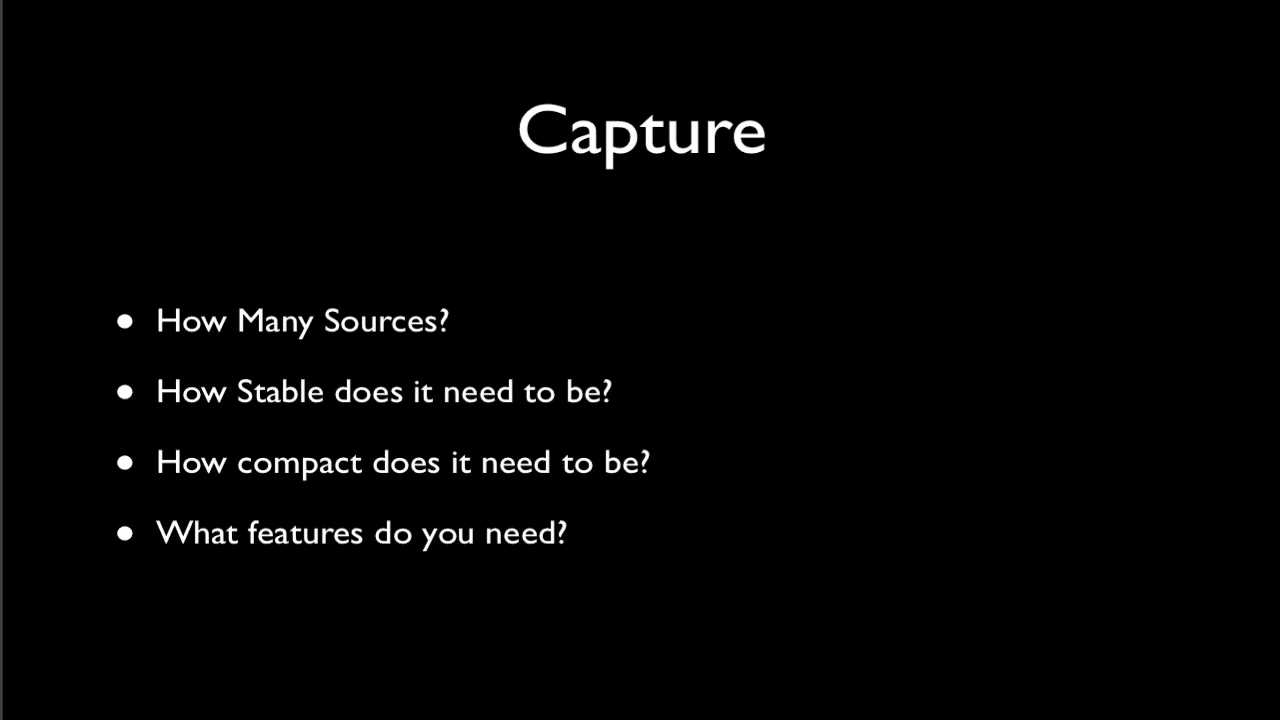 Capture
• How Many Sources?
• How Stable does it need to be?
• How compact does it need to be?
• What features do you need?